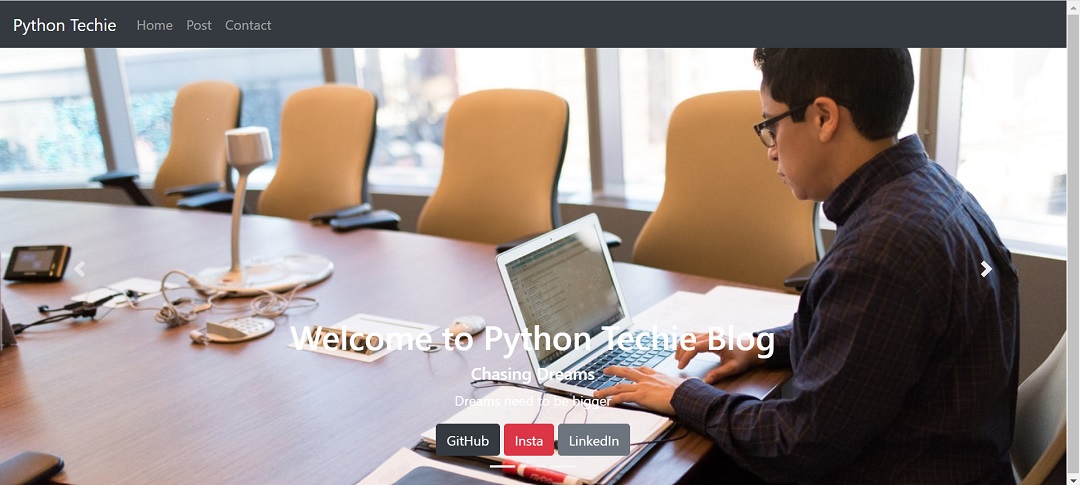 Python Techie Home Post Contact
Welcome to Python Techie Blog
Chasing Dreams
Dreams need to be bigger
GitHub Insta LinkedIn